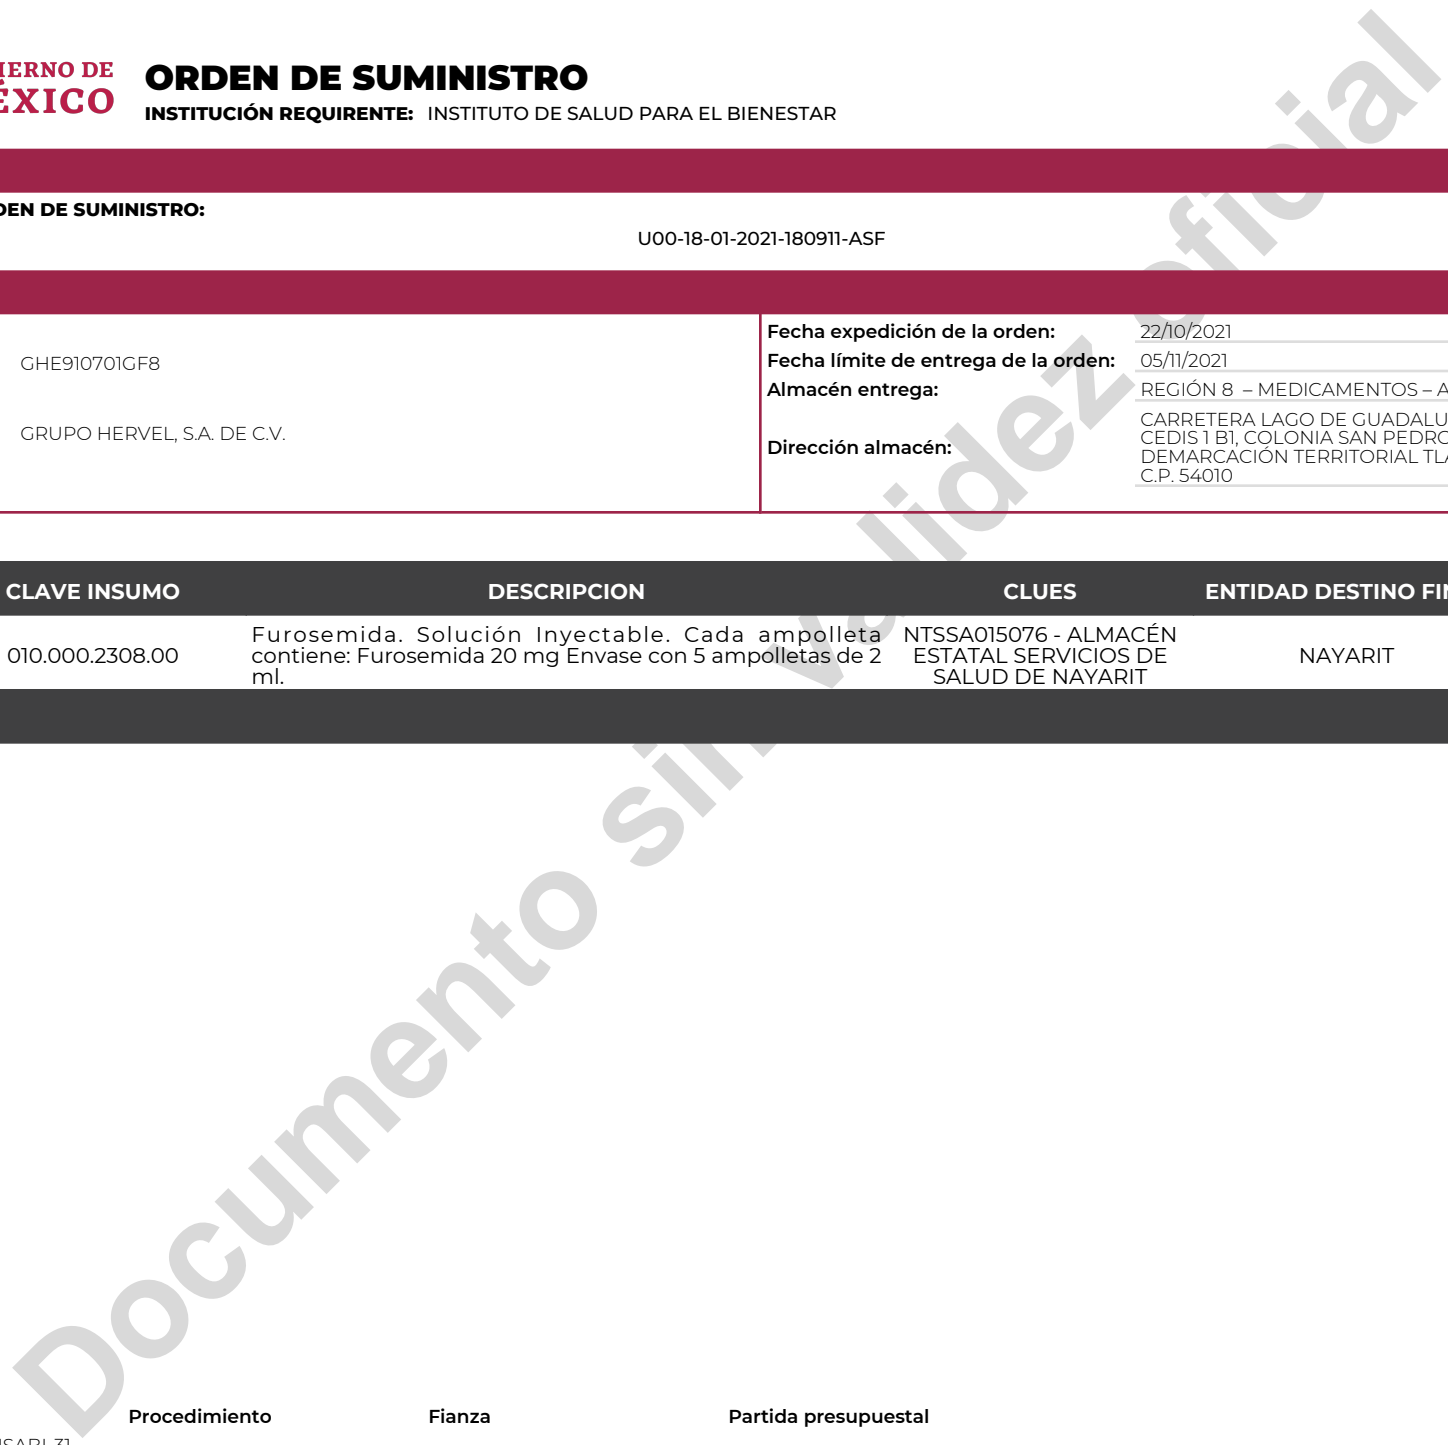 IERNO DE
ÉXICO
ORDEN DE SUMINISTRO
INSTITUCIÓN REQUIRENTE: INSTITUTO DE SALUD PARA EL BIENESTAR
DEN DE SUMINISTRO:
U00-18-01-2021-180911-ASF
GHE910701GF8
GRUPO HERVEL, S.A. DE C.V.
Fecha expedición de la orden: 22/10/2021
Fecha límite de entrega de la orden: 05/11/2021
Almacén entrega: REGIÓN 8 – MEDICAMENTOS – A
Dirección almacén:
CARRETERA LAGO DE GUADALU
CEDIS 1 B1, COLONIA SAN PEDRO
DEMARCACIÓN TERRITORIAL TLA
C.P. 54010
CLAVE INSUMO DESCRIPCION CLUES ENTIDAD DESTINO FIN
010.000.2308.00
Furosemida. Solución Inyectable. Cada ampolleta
contiene: Furosemida 20 mg Envase con 5 ampolletas de 2
ml.
NTSSA015076 - ALMACÉN
ESTATAL SERVICIOS DE
SALUD DE NAYARIT
NAYARIT
Documento sin validez oficial
Procedimiento Fianza Partida presupuestal